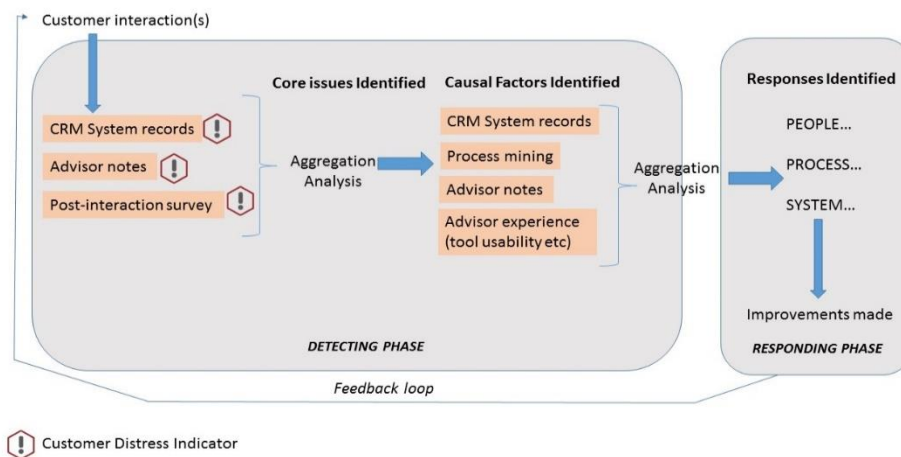 Customer interaction(s)
Core issues Identified
Causal Factors Identified
Responses Identified
CRM System records
Advisor notes
Post-interaction survey
Aggregation
Analysis
CRM System records
Process mining
Advisor notes
Advisor experience
(tool usability etc)
Aggregation
Analysis
PEOPLE...
PROCESS...
SYSTEM...
Improvements made
DETECTING PHASE
RESPONDING PHASE
Feedback loop
Customer Distress Indicator